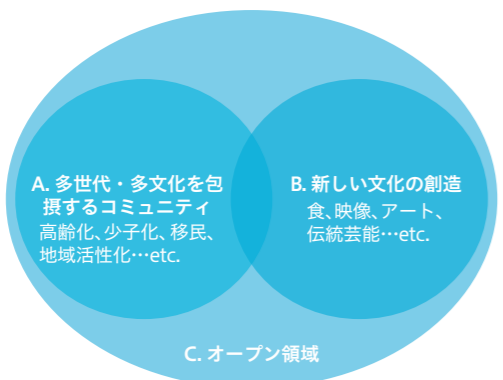 A. 多世代・多文化を包
摂するコミュニティ
高齢化、少子化、移民、
地域活性化…etc.
B. 新しい文化の創造
食、映像、アート、
伝統芸能…etc.
C. オープン領域